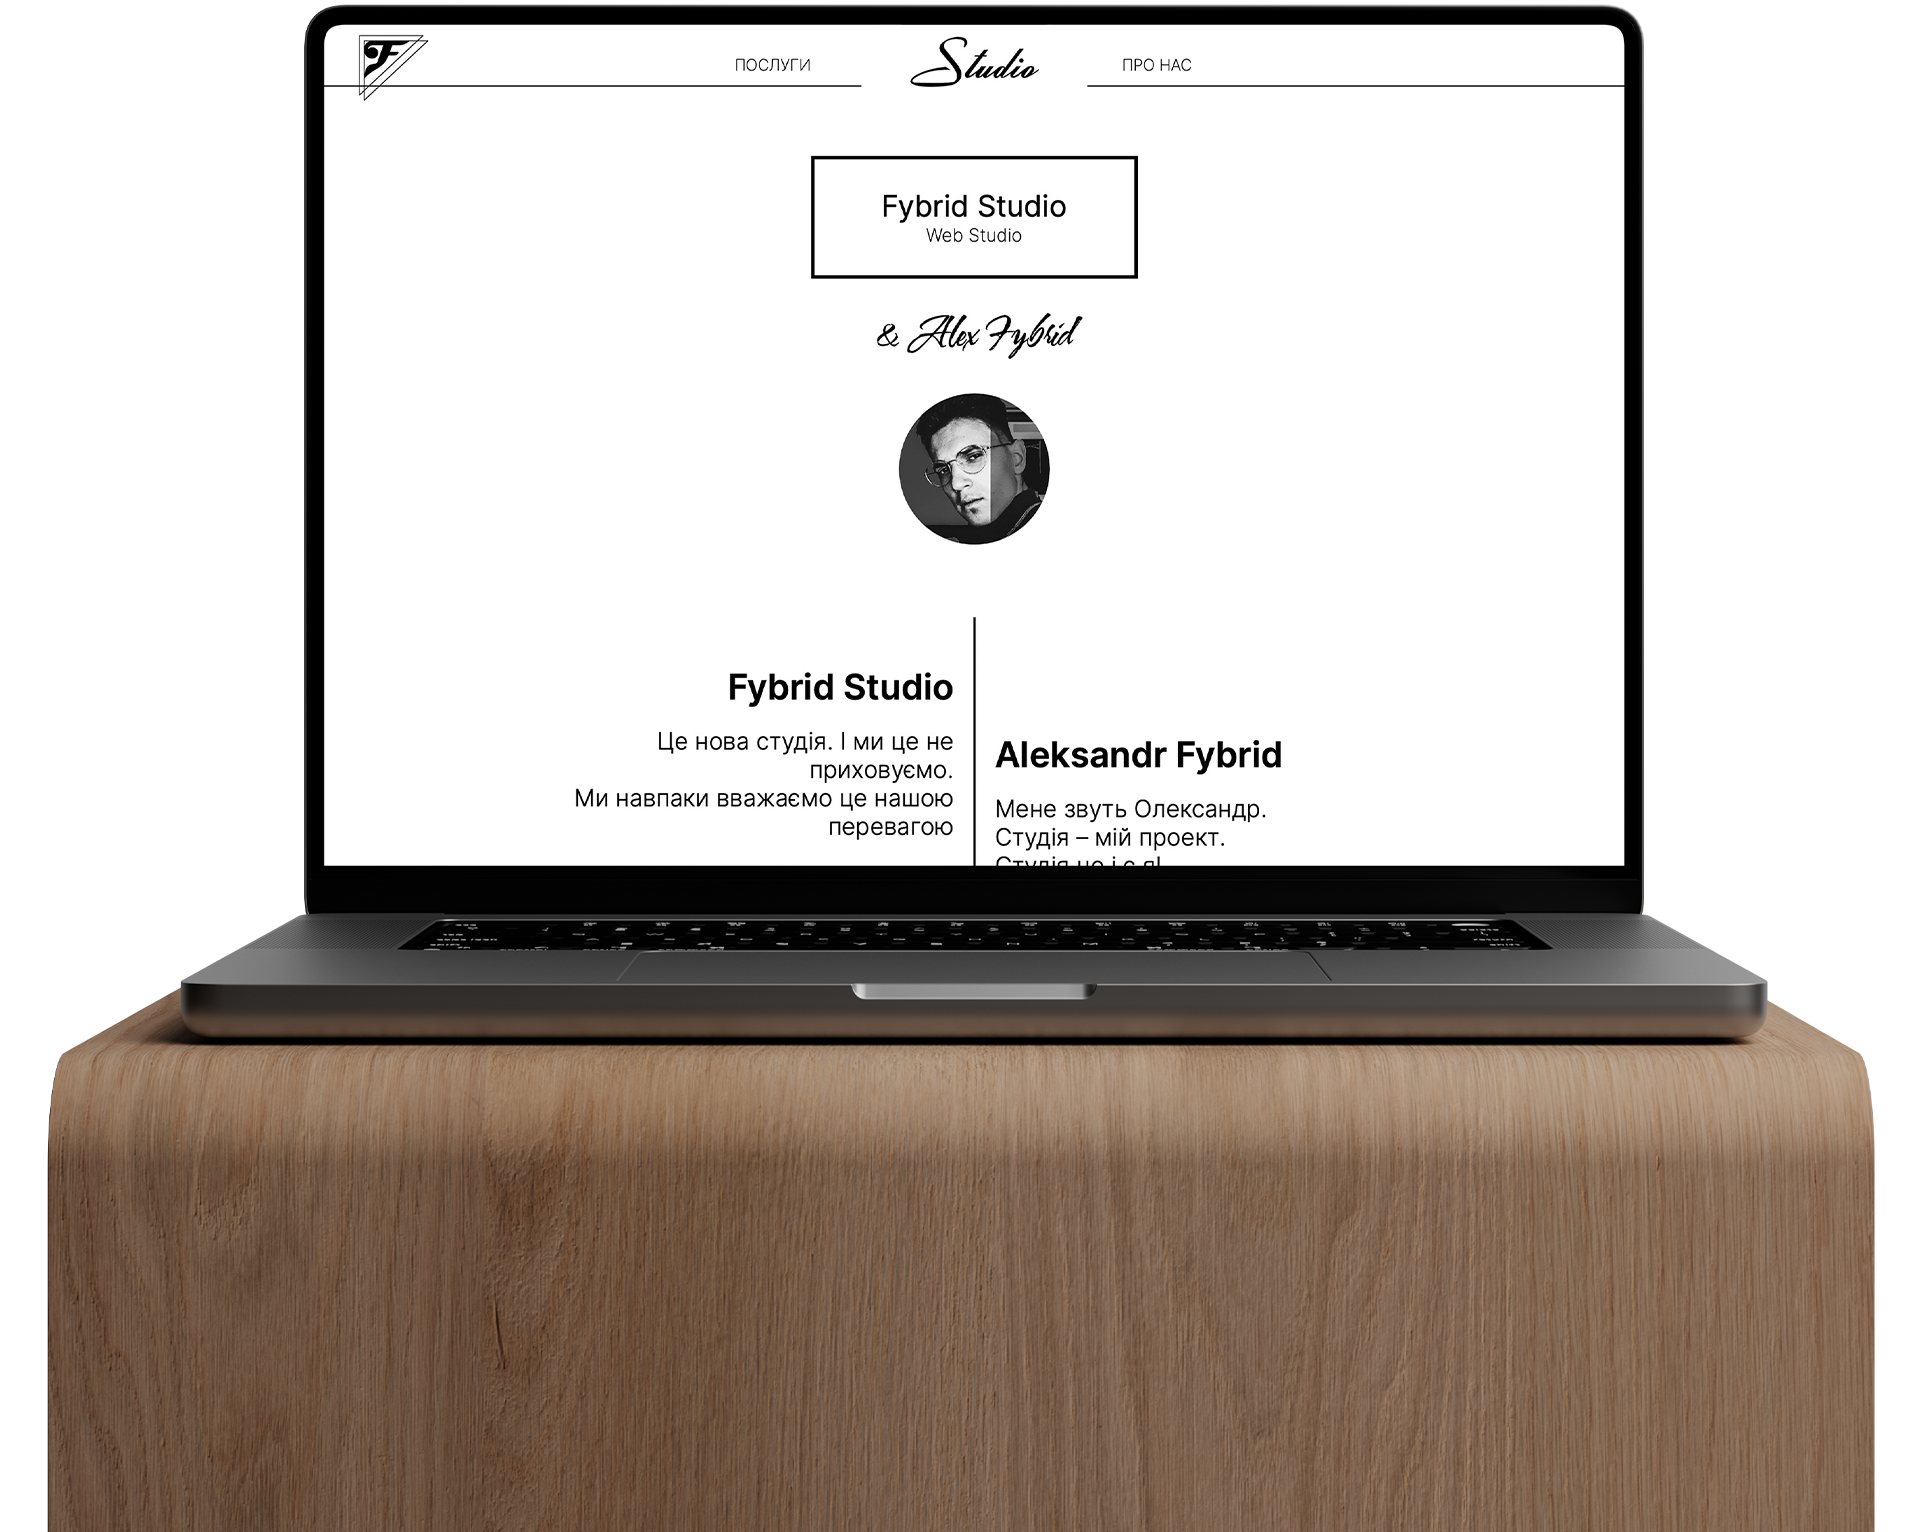 ПОСЛУГИ
Studio
ПРО НАС
Fybrid Studio
Web Studio
& Alex Fybrid
Fybrid Studio
Це нова студія. І ми це не
приховуємо.
Ми навпаки вважаємо це нашою
перевагою
Aleksandr Fybrid
Мене звуть Олександр.
Студія – мій проект.